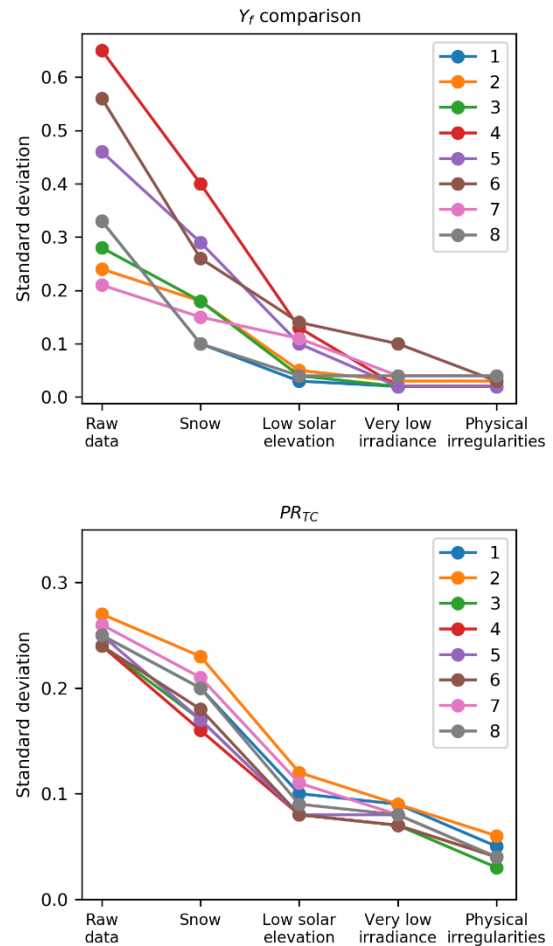 Y_f comparison
Standard deviation
0.6
0.5
0.4
0.3
0.2
0.1
0.0
1
2
3
4
5
6
7
8
Raw data
Snow
Low solar elevation
Very low irradiance
Physical irregularities
PR_TC
Standard deviation
0.3
0.2
0.1
0.0
1
2
3
4
5
6
7
8
Raw data
Snow
Low solar elevation
Very low irradiance
Physical irregularities